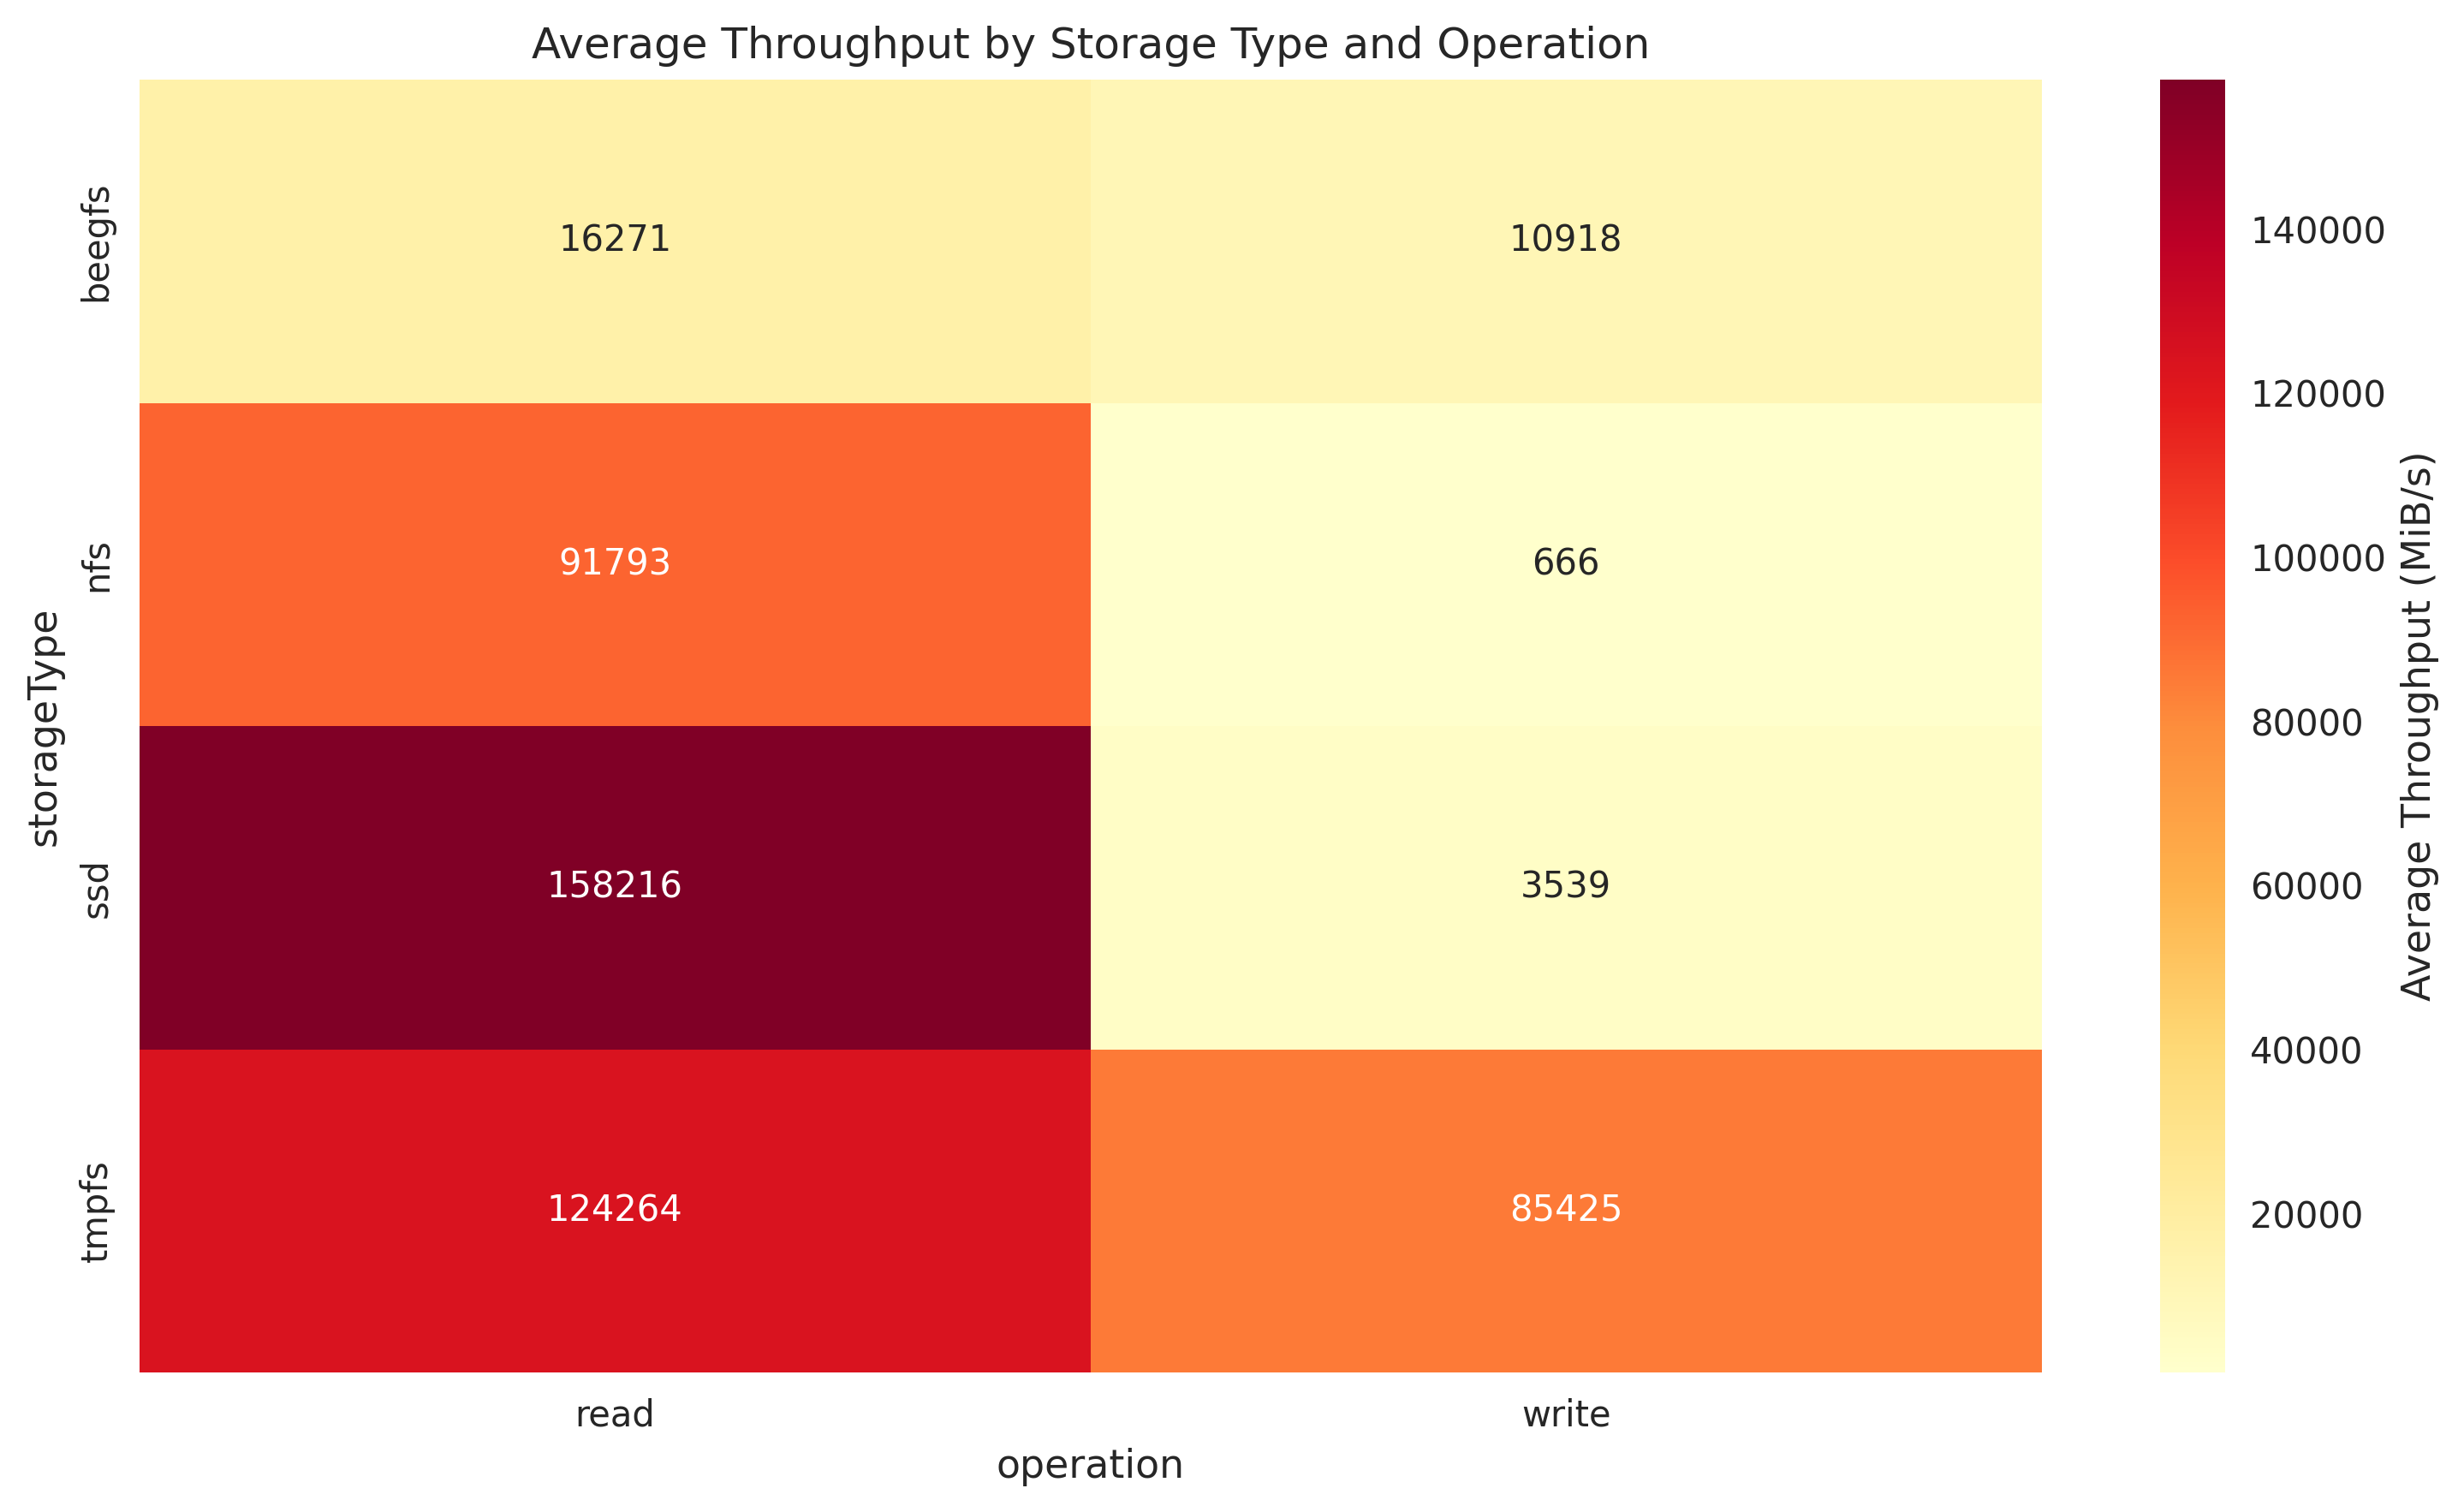 Average Throughput by Storage Type and Operation
storageType
beegfs
16271
10918
nfs
91793
666
ssd
158216
3539
tmpfs
124264
85425
read
write
operation
140000
120000
100000
80000
60000
40000
20000
Average Throughput (MiB/s)